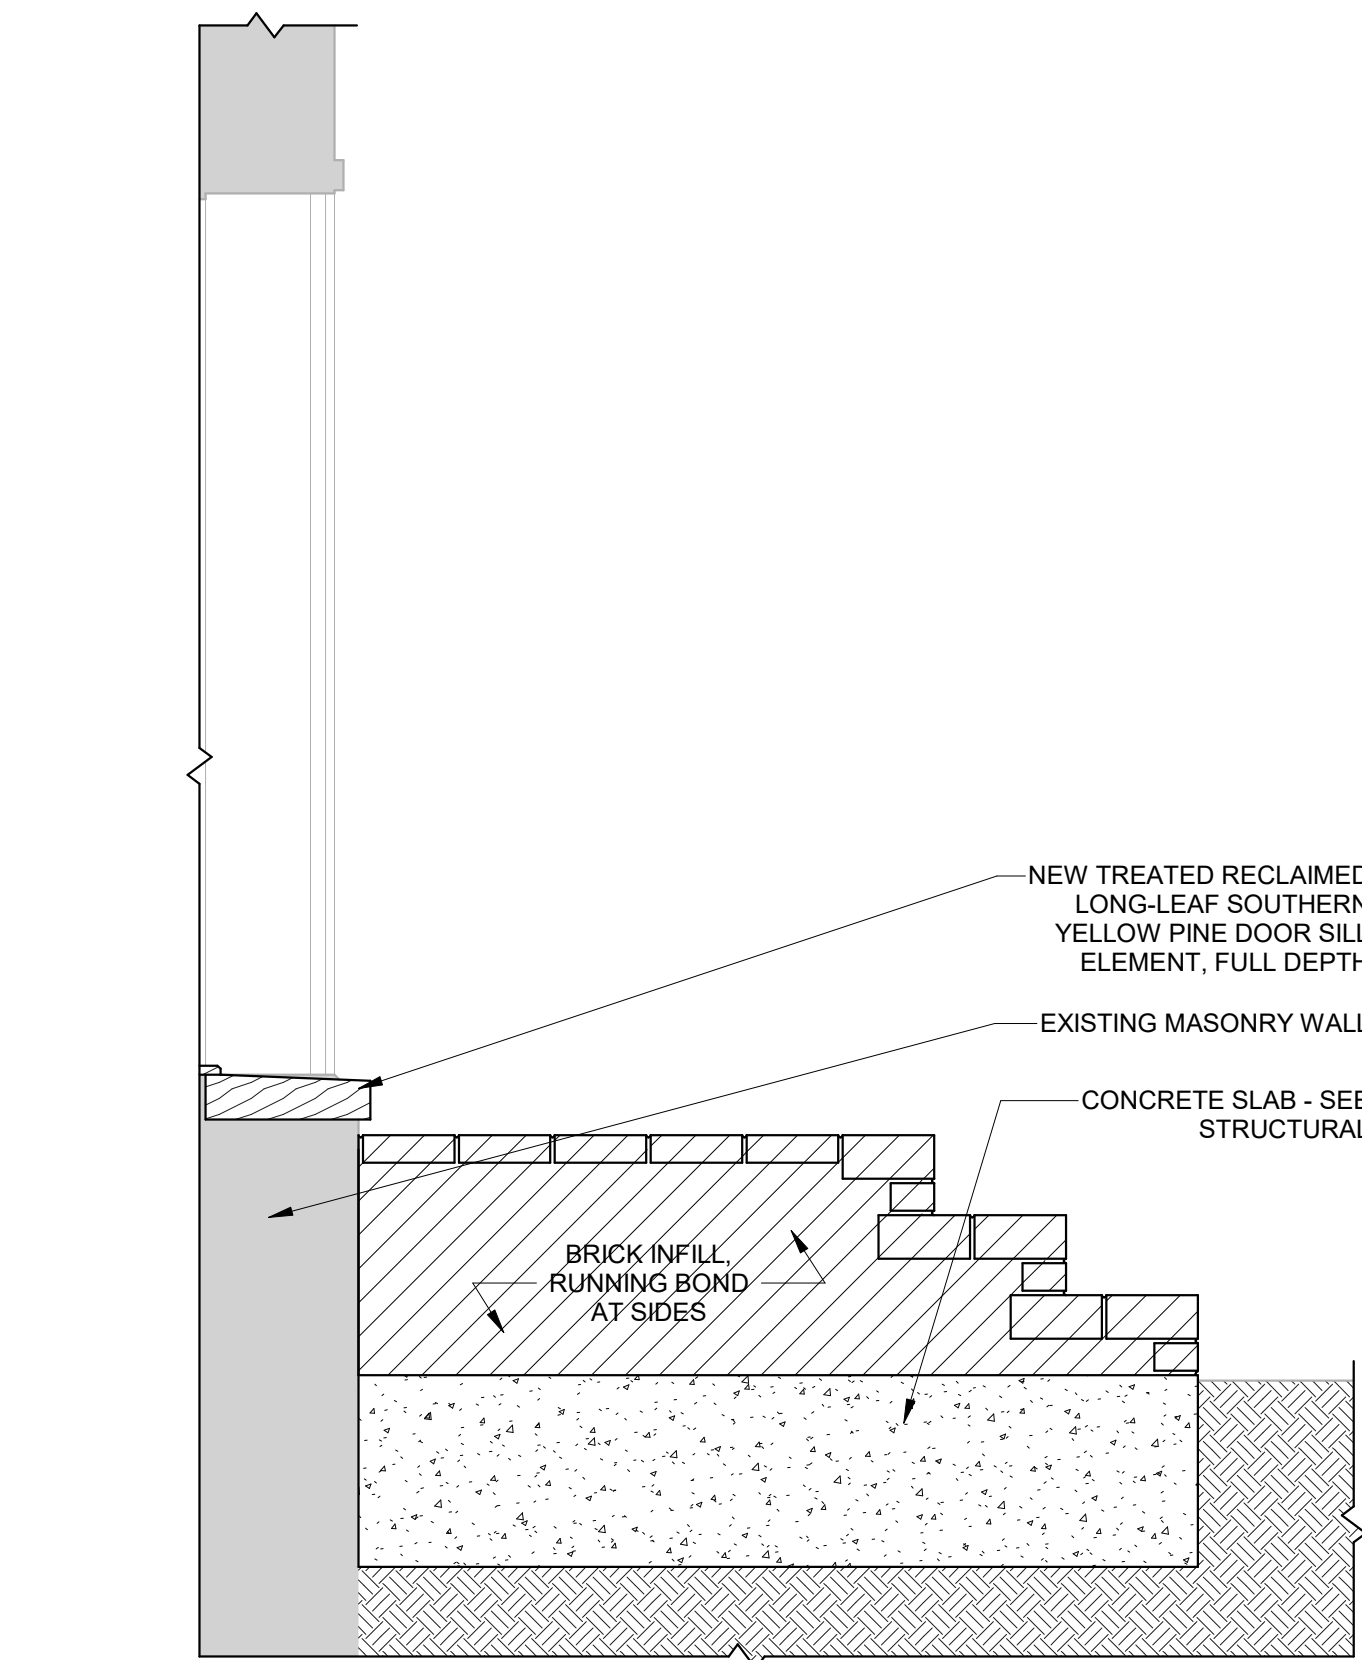 NEW TREATED RECLAIMED
LONG-LEAF SOUTHERN
YELLOW PINE DOOR SILL
ELEMENT, FULL DEPTH
EXISTING MASONRY WALL
CONCRETE SLAB - SEE
STRUCTURAL
BRICK INFILL,
RUNNING BOND
AT SIDES